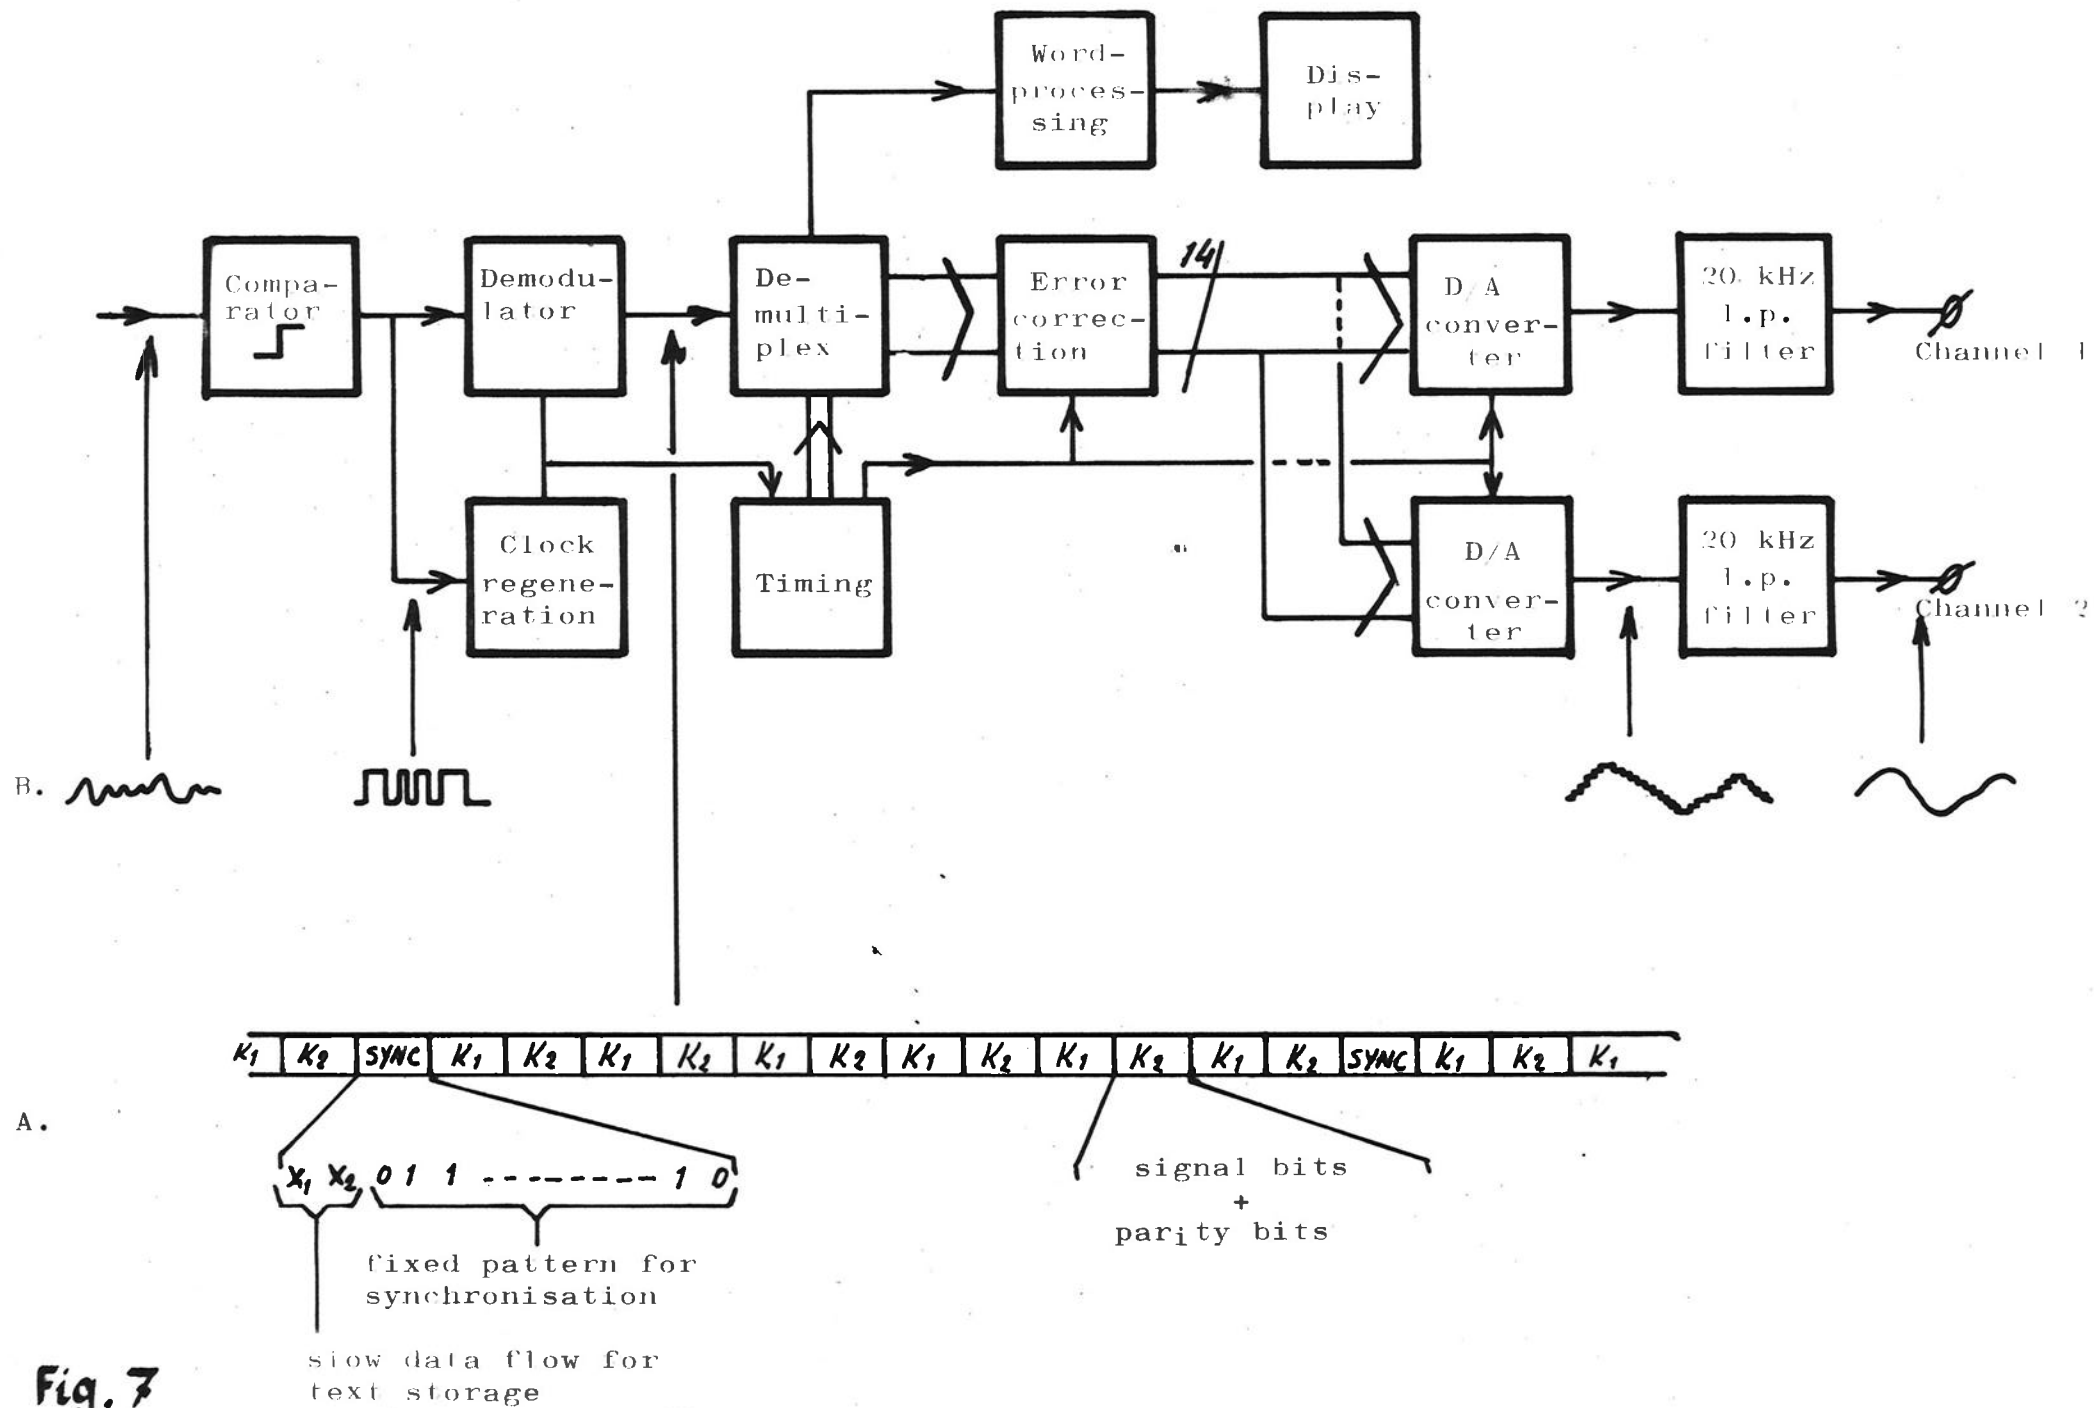 Word-
proces-
sing
Dis-
play
Compa-
rator
Demodu-
lator
De-
multi-
plex
Error
correc-
tion
14
D/A
conver-
ter
20 kHz
l.p.
filter
Channel 1
Clock
regene-
ration
Timing
D/A
conver-
ter
20 kHz
l.p.
filter
Channel 2
B.
K1 K2 SYNC K1 K2 K1 K2 K1 K2 K1 K2 K1 K2 K1 K2 SYNC K1 K2 K1
A.
X1 X2 0 1 1 --------- 1 0
signal bits
+
parity bits
fixed pattern for
synchronisation
slow data flow for
text storage
Fig. 7